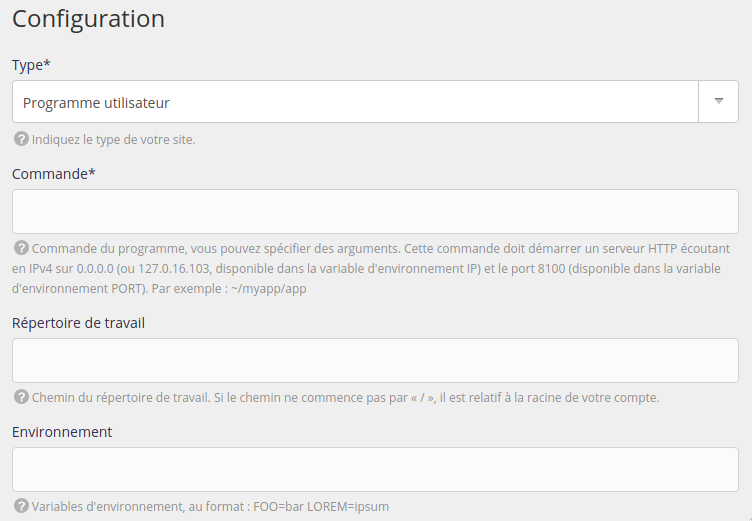 Configuration
Type*
Programme utilisateur
? Indiquez le type de votre site.
Commande*
? Commande du programme, vous pouvez spécifier des arguments. Cette commande doit démarrer un serveur HTTP écoutant
en IPv4 sur 0.0.0.0 (ou 127.0.16.103, disponible dans la variable d'environnement IP) et le port 8100 (disponible dans la variable
d'environnement PORT). Par exemple : ~/myapp/app
Répertoire de travail
? Chemin du répertoire de travail. Si le chemin ne commence pas par « / », il est relatif à la racine de votre compte.
Environnement
? Variables d'environnement, au format : FOO=bar LOREM=ipsum